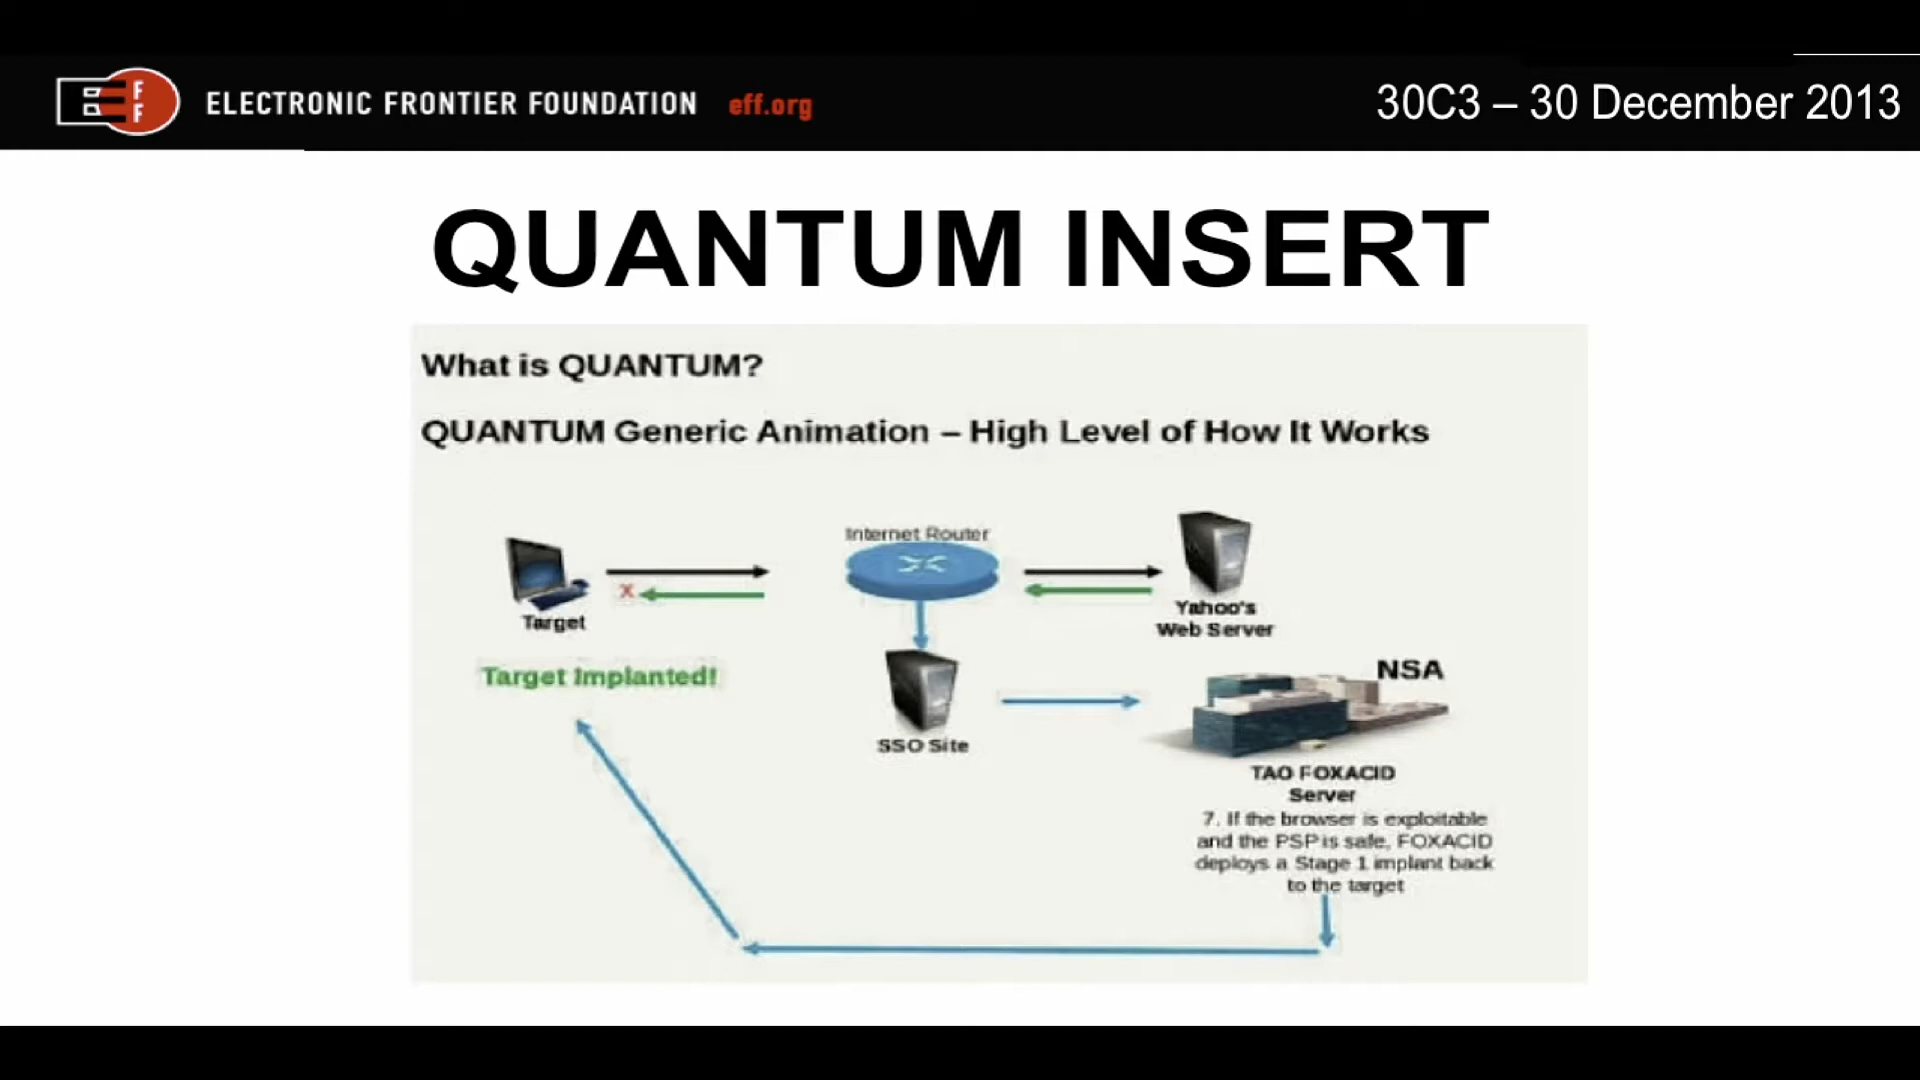 EFF
ELECTRONIC FRONTIER FOUNDATION eff.org
30C3 – 30 December 2013
QUANTUM INSERT
What is QUANTUM?
QUANTUM Generic Animation – High Level of How It Works
Internet Router
X
Target
Yahoo's
Web Server
Target Implanted!
NSA
SSO Site
TAO FOXACID
Server
7. If the browser is exploitable
and the PSP is safe, FOXACID
deploys a Stage 1 implant back
to the target